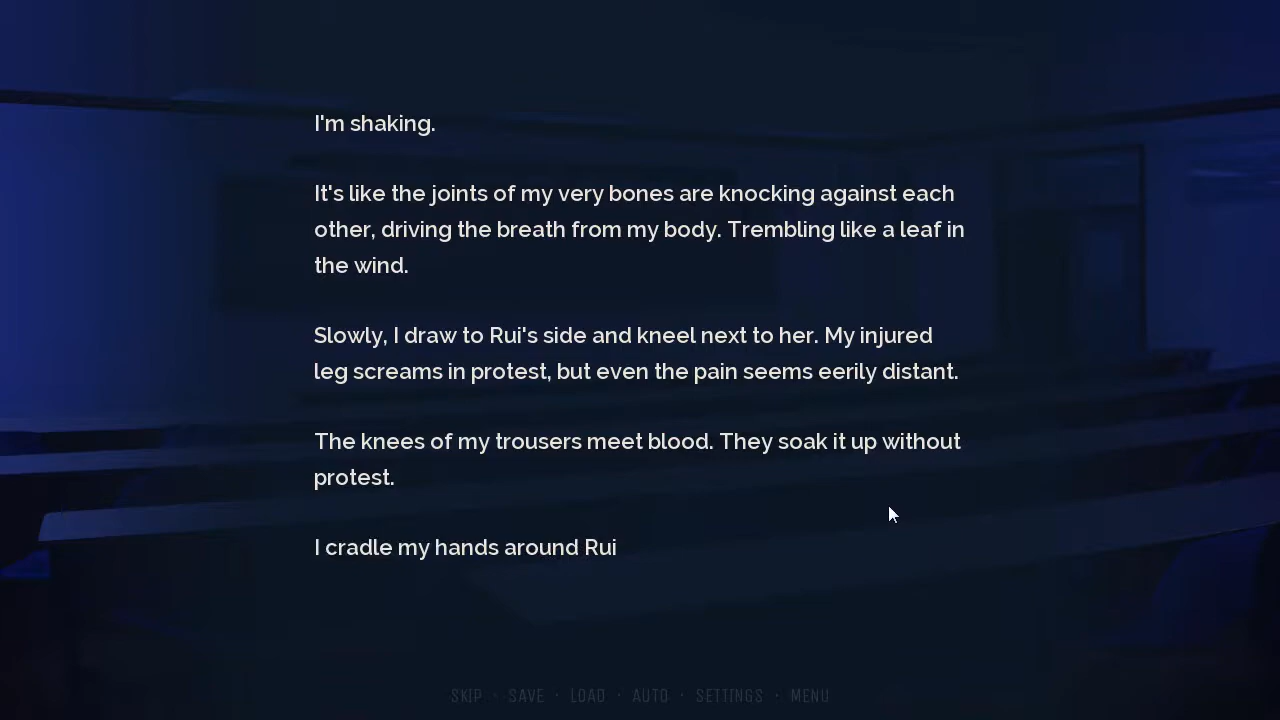 I'm shaking.
It's like the joints of my very bones are knocking against each
other, driving the breath from my body. Trembling like a leaf in
the wind.
Slowly, I draw to Rui's side and kneel next to her. My injured
leg screams in protest, but even the pain seems eerily distant.
The knees of my trousers meet blood. They soak it up without
protest.
I cradle my hands around Rui
SKIP · SAVE · LOAD · AUTO · SETTINGS · MENU